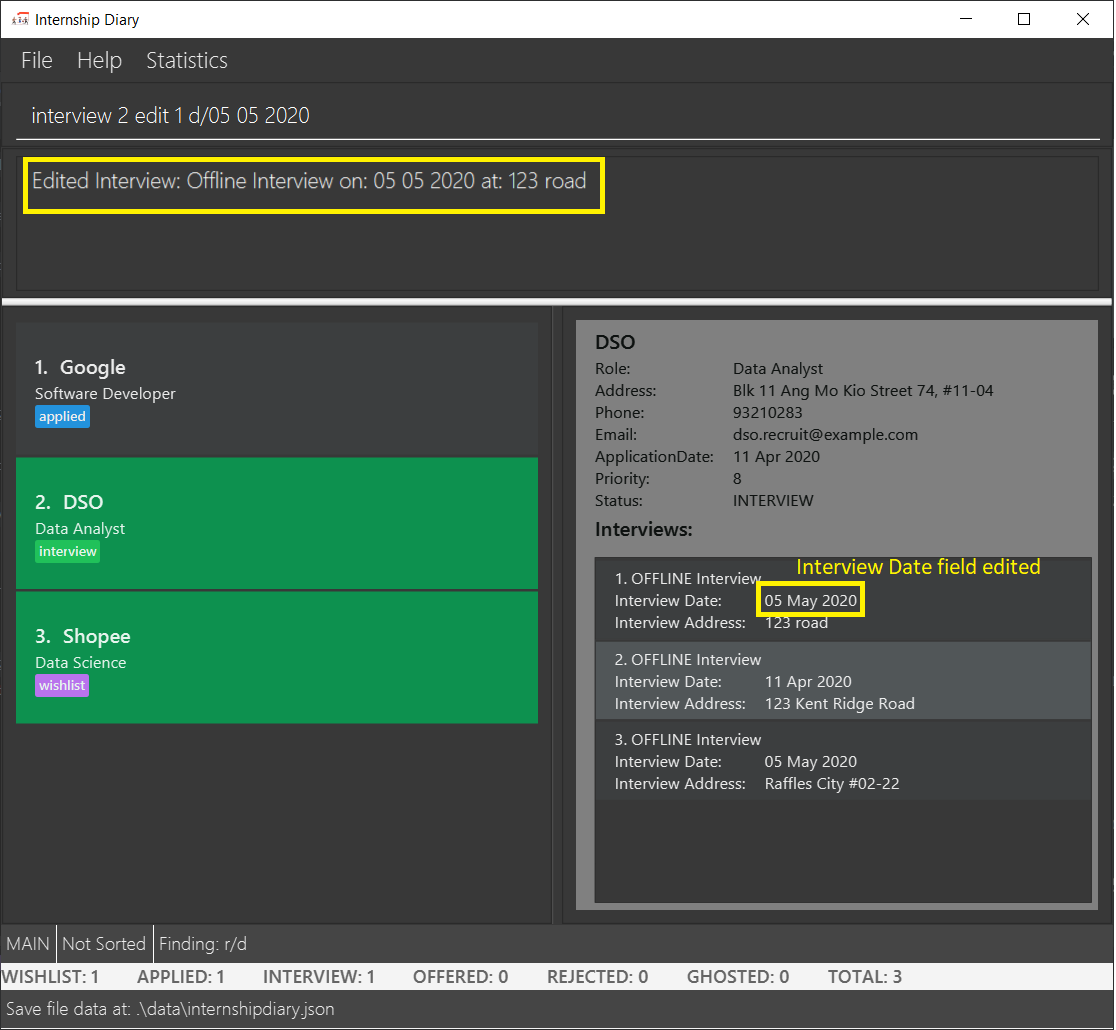 Internship Diary
File Help Statistics
interview 2 edit 1 d/05 05 2020
Edited Interview: Offline Interview on: 05 05 2020 at: 123 road
1. Google
Software Developer
applied
2. DSO
Data Analyst
interview
3. Shopee
Data Science
wishlist
DSO
Role: Data Analyst
Address: Blk 11 Ang Mo Kio Street 74, #11-04
Phone: 93210283
Email: dso.recruit@example.com
ApplicationDate: 11 Apr 2020
Priority: 8
Status: INTERVIEW
Interviews:
Interview Date field edited
1. OFFLINE Interview
Interview Date: 05 May 2020
Interview Address: 123 road
2. OFFLINE Interview
Interview Date: 11 Apr 2020
Interview Address: 123 Kent Ridge Road
3. OFFLINE Interview
Interview Date: 05 May 2020
Interview Address: Raffles City #02-22
MAIN Not Sorted Finding: r/d
WISHLIST: 1 APPLIED: 1 INTERVIEW: 1 OFFERED: 0 REJECTED: 0 GHOSTED: 0 TOTAL: 3
Save file data at: .\data\internshipdiary.json